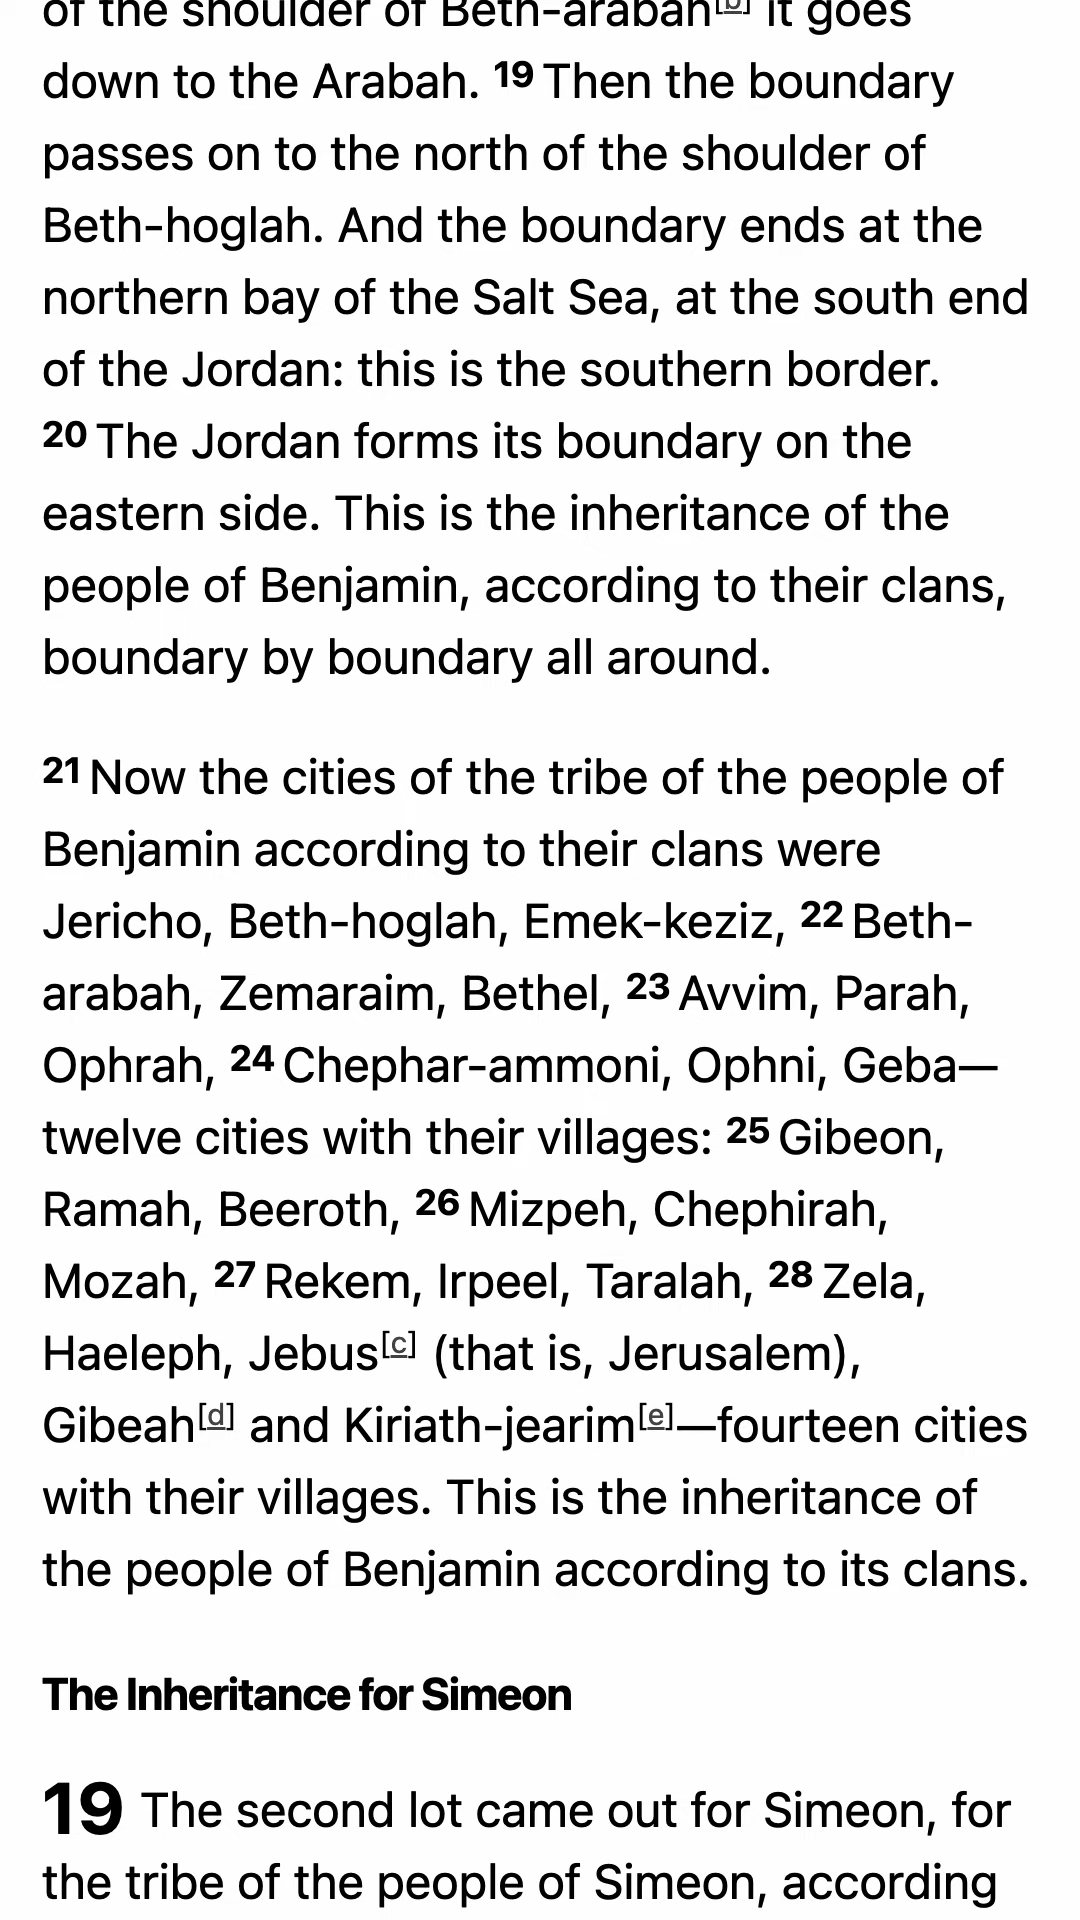 of the shoulder of Beth-arabah[b] it goes
down to the Arabah. 19 Then the boundary
passes on to the north of the shoulder of
Beth-hoglah. And the boundary ends at the
northern bay of the Salt Sea, at the south end
of the Jordan: this is the southern border.
20 The Jordan forms its boundary on the
eastern side. This is the inheritance of the
people of Benjamin, according to their clans,
boundary by boundary all around.
21 Now the cities of the tribe of the people of
Benjamin according to their clans were
Jericho, Beth-hoglah, Emek-keziz, 22 Beth-
arabah, Zemaraim, Bethel, 23 Avvim, Parah,
Ophrah, 24 Chephar-ammoni, Ophni, Geba—
twelve cities with their villages: 25 Gibeon,
Ramah, Beeroth, 26 Mizpeh, Chephirah,
Mozah, 27 Rekem, Irpeel, Taralah, 28 Zela,
Haeleph, Jebus[c] (that is, Jerusalem),
Gibeah[d] and Kiriath-jearim[e]—fourteen cities
with their villages. This is the inheritance of
the people of Benjamin according to its clans.
The Inheritance for Simeon
19 The second lot came out for Simeon, for
the tribe of the people of Simeon, according